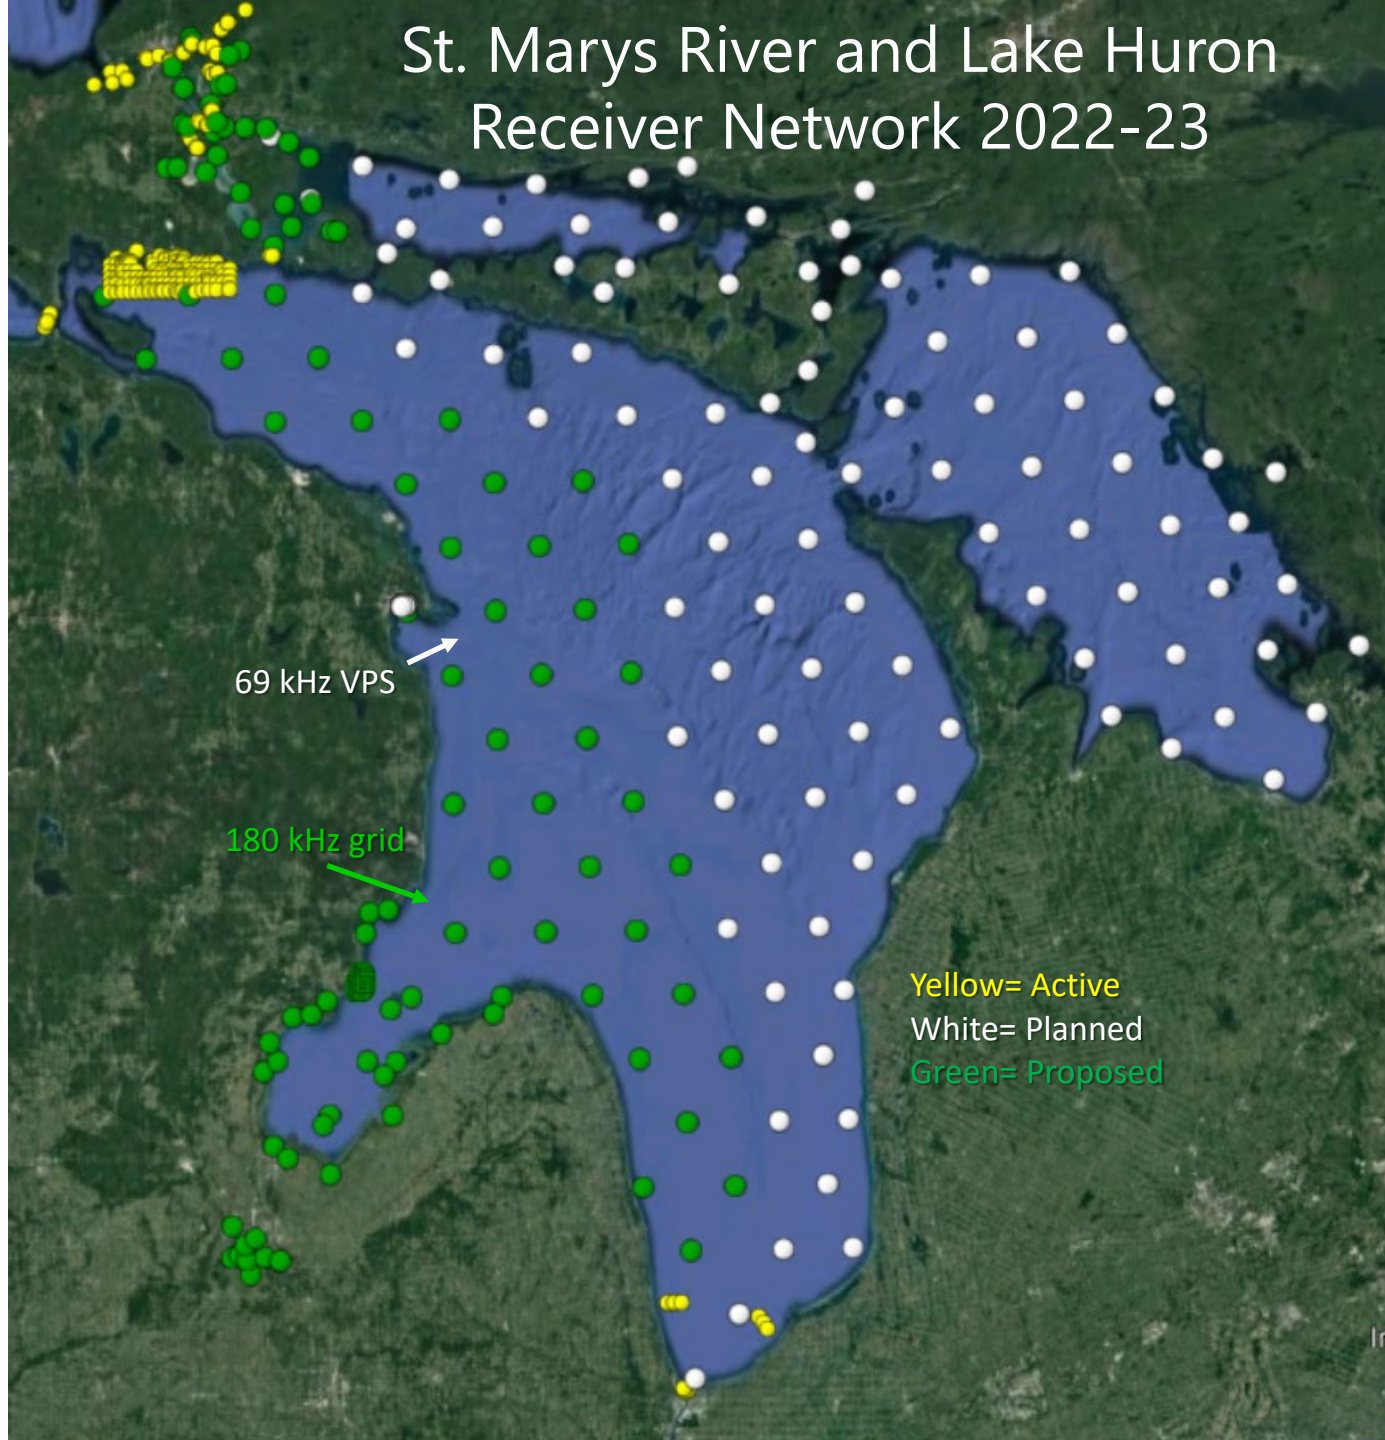 St. Marys River and Lake Huron
Receiver Network 2022-23
69 kHz VPS
180 kHz grid
Yellow= Active
White= Planned
Green= Proposed